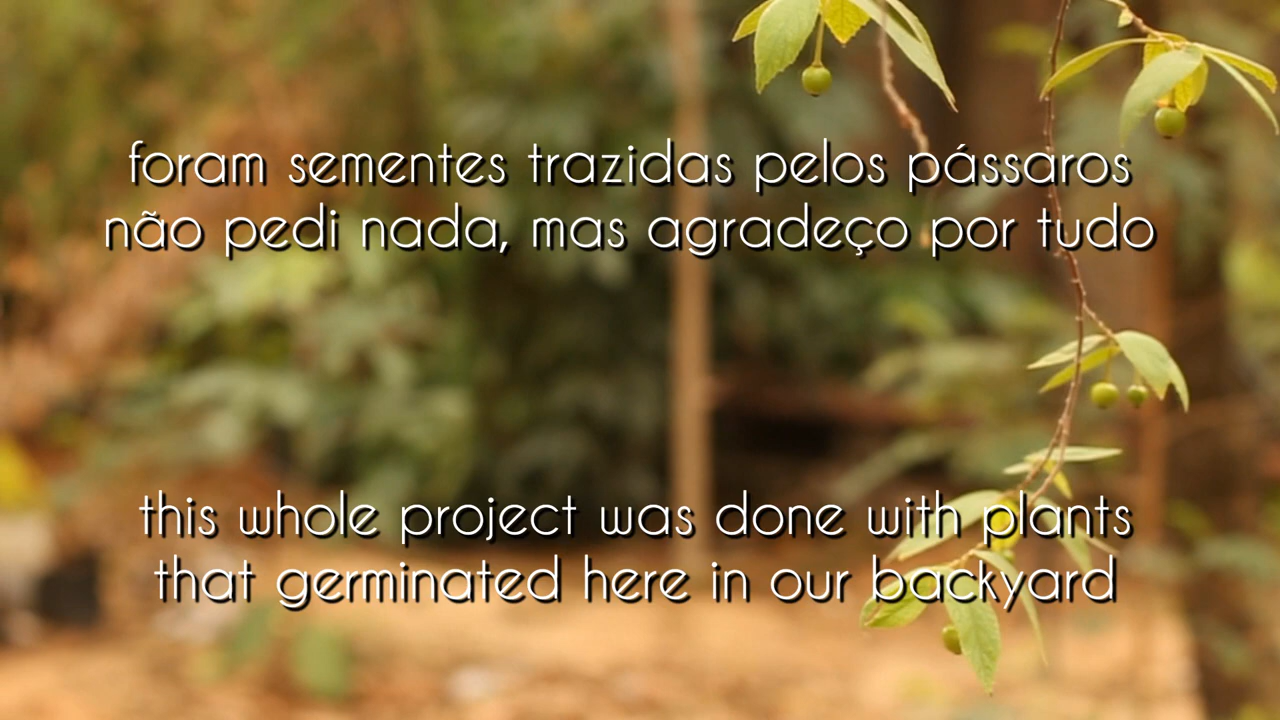 foram sementes trazidas pelos pássaros
não pedi nada, mas agradeço por tudo
this whole project was done with plants
that germinated here in our backyard